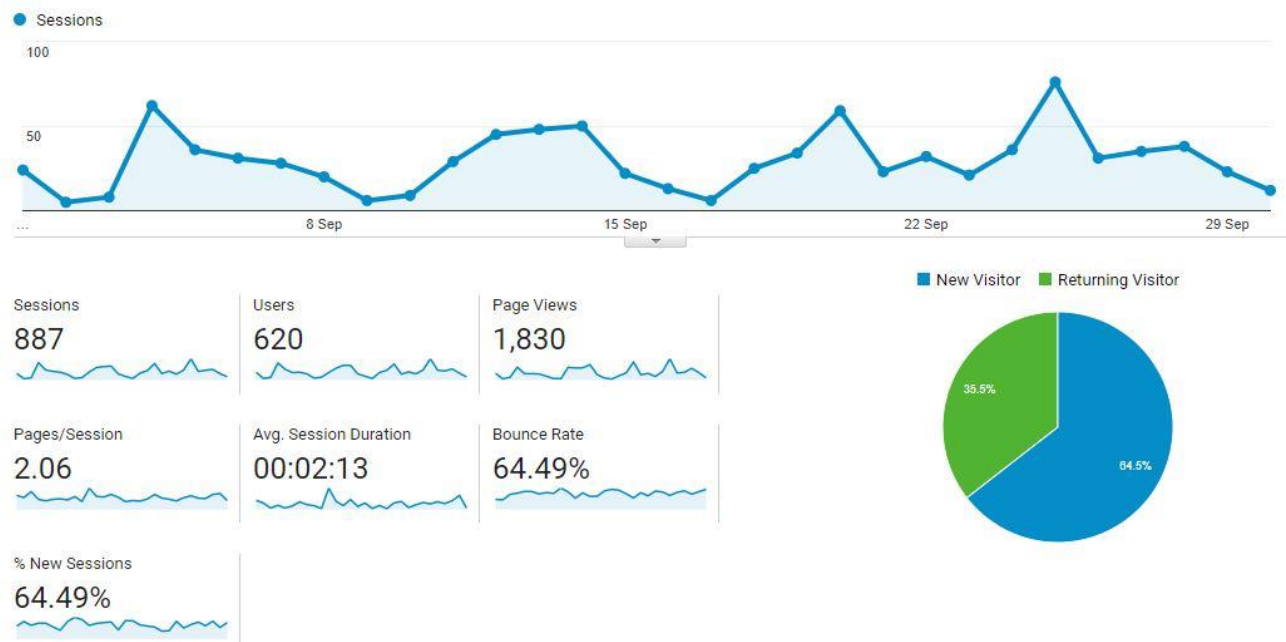 Sessions
100
50
...
8 Sep
15 Sep
22 Sep
29 Sep
New Visitor
Returning Visitor
Sessions
887
Users
620
Page Views
1,830
Pages/Session
2.06
Avg. Session Duration
00:02:13
Bounce Rate
64.49%
% New Sessions
64.49%
35.5%
64.5%